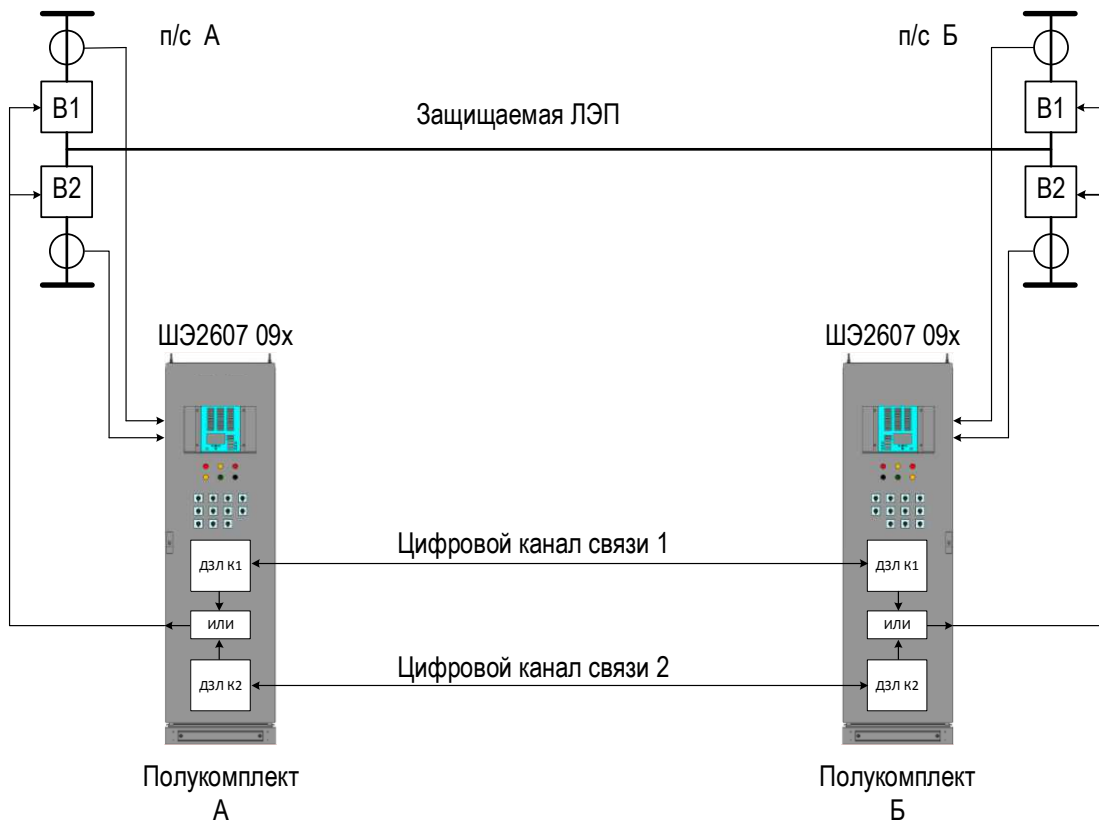 п/с А
п/с Б
В1
В1
Защищаемая ЛЭП
В2
В2
ШЭ2607 09х
ШЭ2607 09х
Цифровой канал связи 1
ДЗЛ К1
ДЗЛ К1
ИЛИ
ИЛИ
Цифровой канал связи 2
ДЗЛ К2
ДЗЛ К2
Полукомплект
А
Полукомплект
Б